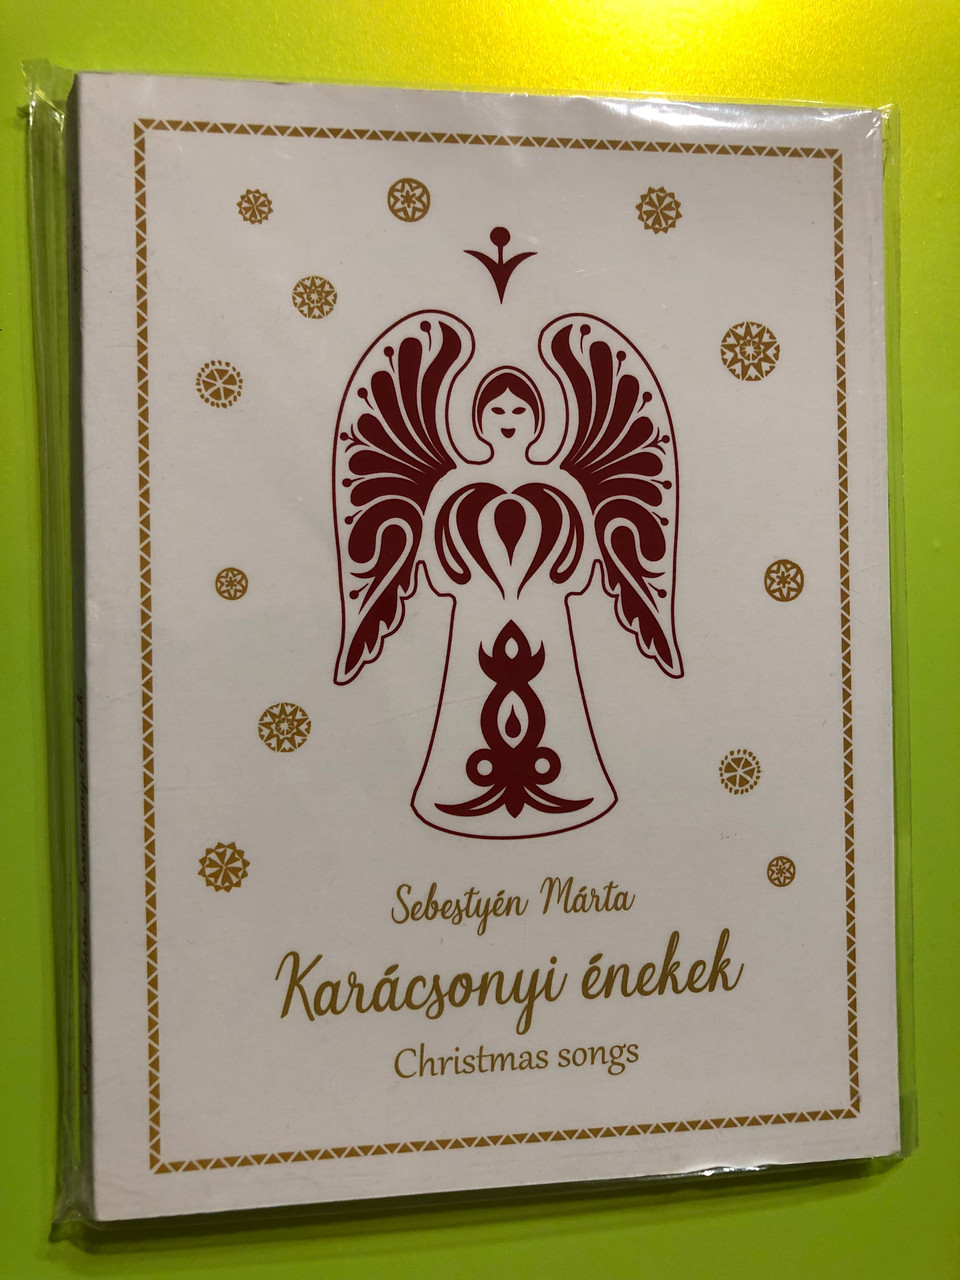 Sebestyén Márta
Karácsonyi énekek
Christmas songs